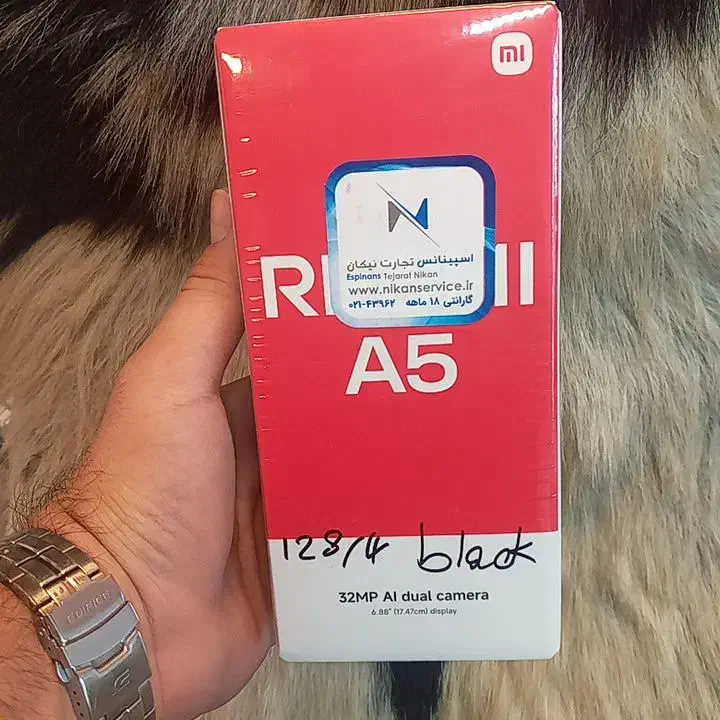 mi
اسپینانس تجارت نیکان
Espinans Tejarat Nikan
www.nikanservice.ir
گارانتی ۱۸ ماهه ۰۲۱-۴۳۹۶۲
A5
128/4 black
32MP AI dual camera
6.88" (17.47cm) display
EDIFICE